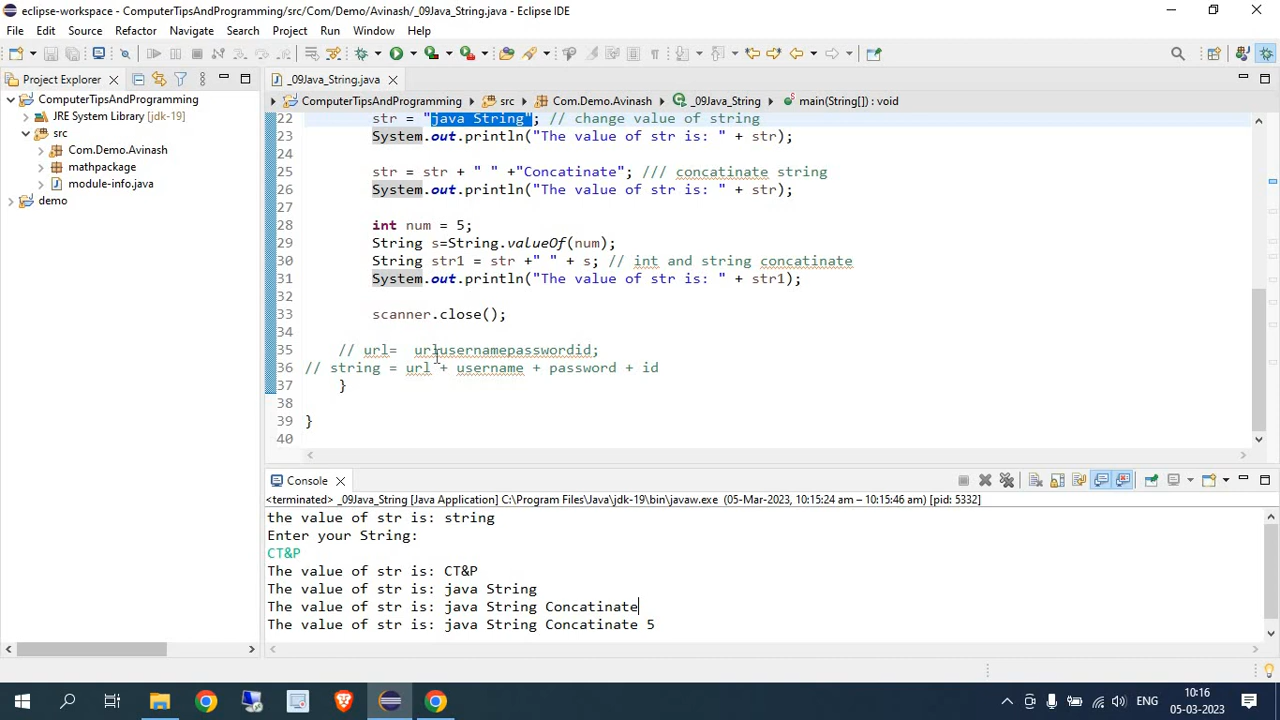 eclipse-workspace - ComputerTipsAndProgramming/src/Com/Demo/Avinash/_09Java_String.java - Eclipse IDE
File Edit Source Refactor Navigate Search Project Run Window Help
Project Explorer
_09Java_String.java
ComputerTipsAndProgramming
JRE System Library [jdk-19]
src
Com.Demo.Avinash
mathpackage
module-info.java
demo
ComputerTipsAndProgramming src Com.Demo.Avinash _09Java_String main(String[]) : void
22 str = "java String"; // change value of string
23 System.out.println("The value of str is: " + str);
24
25 str = str + " " +"Concatinate"; /// concatinate string
26 System.out.println("The value of str is: " + str);
27
28 int num = 5;
29 String s=String.valueOf(num);
30 String str1 = str +" " + s; // int and string concatinate
31 System.out.println("The value of str is: " + str1);
32
33 scanner.close();
34
35 // url= urlusernamepasswordid;
36 // string = url + username + password + id
37 }
38
39 }
40
Console
<terminated> _09Java_String [Java Application] C:\Program Files\Java\jdk-19\bin\javaw.exe (05-Mar-2023, 10:15:24 am – 10:15:46 am) [pid: 5332]
the value of str is: string
Enter your String:
CT&P
The value of str is: CT&P
The value of str is: java String
The value of str is: java String Concatinate
The value of str is: java String Concatinate 5
ENG
10:16
05-03-2023